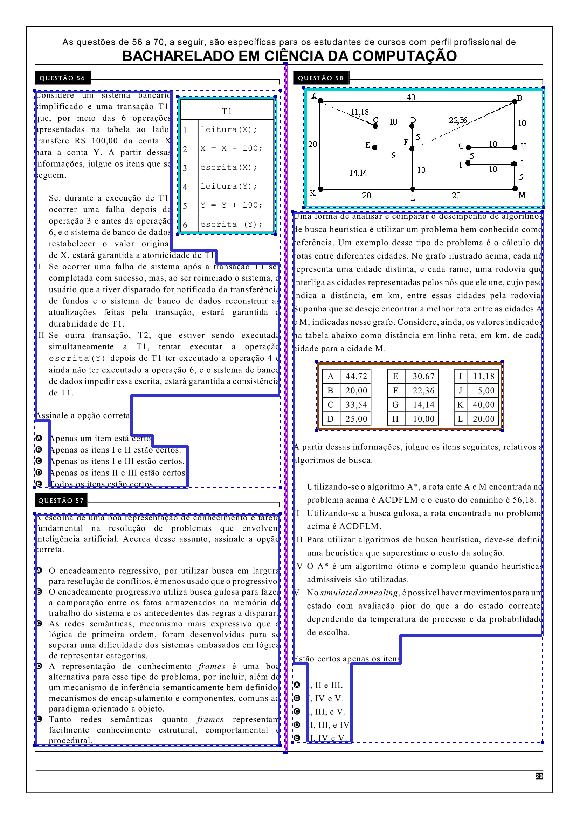 As questões de 56 a 70, a seguir, são específicas para os estudantes de cursos com perfil profissional de
BACHARELADO EM CIÊNCIA DA COMPUTAÇÃO
QUESTÃO 56
Considere um sistema bancário
simplificado e uma transação T1
que, por meio das 6 operações
apresentadas na tabela ao lado
transfere R$ 100,00 da conta X
para a conta Y. A partir dessas
informações, julgue os itens que se
seguem.
T1
1 leitura(X);
2 X = X - 100;
3 escrita(X);
4 leitura(Y);
5 Y = Y + 100;
6 escrita (Y);
Se, durante a execução de T1
ocorrer uma falha depois da
operação 3 e antes da operação
6, e o sistema de banco de dados
restabelecer o valor original
de X, estará garantida a atomicidade de T1
I Se ocorrer uma falha de sistema após a transação T1 ser
completada com sucesso, mas, ao ser reiniciado o sistema, o
usuário que a tiver disparado for notificado da transferência
de fundos e o sistema de banco de dados reconstruir as
atualizações feitas pela transação, estará garantida a
durabilidade de T1.
II Se outra transação, T2, que estiver sendo executada
simultaneamente a T1, tentar executar a operação
escrita(Y) depois de T1 ter executado a operação 4 e
ainda não ter executado a operação 6, e o sistema de banco
de dados impedir essa escrita, estará garantida a consistência
de T1.
Assinale a opção correta
A Apenas um item está certo
B Apenas os itens I e II estão certos.
C Apenas os itens I e III estão certos.
D Apenas os itens II e III estão certos
E Todos os itens estão certos
QUESTÃO 57
A escolha de uma boa representação de conhecimento é tarefa
fundamental na resolução de problemas que envolvem
inteligência artificial. Acerca desse assunto, assinale a opção
correta.
A O encadeamento regressivo, por utilizar busca em largura
para resolução de conflitos, é menos usado que o progressivo
B O encadeamento progressivo utiliza busca gulosa para fazer
a comparação entre os fatos armazenados na memória de
trabalho do sistema e os antecedentes das regras a disparar.
C As redes semânticas, mecanismo mais expressivo que a
lógica de primeira ordem, foram desenvolvidas para se
superar uma dificuldade dos sistemas embasados em lógica
de representar categorias.
D A representação de conhecimento frames é uma boa
alternativa para esse tipo de problema, por incluir, além de
um mecanismo de inferência semanticamente bem definido
mecanismos de encapsulamento e componentes, comuns ao
paradigma orientado a objeto.
E Tanto redes semânticas quanto frames representam
facilmente conhecimento estrutural, comportamental e
procedural.
QUESTÃO 58
A 40 B
11,18 C 10 D 22,36 10
20 E F 5 G 10 H
5 I 10 J
14,14 10 5
K 20 L 20 M
Uma forma de analisar e comparar o desempenho de algoritmos
de busca heurística é utilizar um problema bem conhecido como
referência. Um exemplo desse tipo de problema é o cálculo de
rotas entre diferentes cidades. No grafo ilustrado acima, cada nó
representa uma cidade distinta, e cada ramo, uma rodovia que
interliga as cidades representadas pelos nós que ele une, cujo peso
indica a distância, em km, entre essas cidades pela rodovia.
Suponha que se deseje encontrar a melhor rota entre as cidades A
e M, indicadas nesse grafo. Considere, ainda, os valores indicados
na tabela abaixo como distância em linha reta, em km, de cada
cidade para a cidade M.
A 44,72 E 30,67 I 11,18
B 20,00 F 22,36 J 5,00
C 33,54 G 14,14 K 40,00
D 25,00 H 10,00 L 20,00
A partir dessas informações, julgue os itens seguintes, relativos a
algoritmos de busca.
Utilizando-se o algoritmo A*, a rota ente A e M encontrada no
problema acima é ACDFLM e o custo do caminho é 56,18.
I Utilizando-se a busca gulosa, a rota encontrada no problema
acima é ACDFLM.
II Para utilizar algoritmos de busca heurística, deve-se definir
uma heurística que superestime o custo da solução.
V O A* é um algoritmo ótimo e completo quando heurísticas
admissíveis são utilizadas.
V No simulated annealing, é possível haver movimentos para um
estado com avaliação pior do que a do estado corrente,
dependendo da temperatura do processo e da probabilidade
de escolha.
Estão certos apenas os itens
A I, II e III.
B I, IV e V.
C I, III, e V.
D I, III, e IV
E I, IV e V.